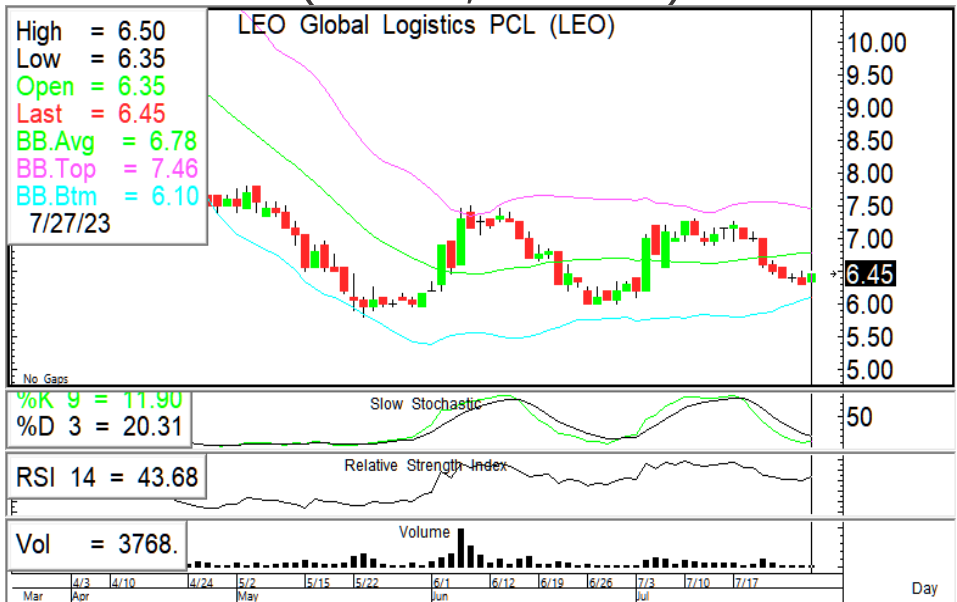 LEO Global Logistics PCL (LEO)
High = 6.50
Low = 6.35
Open = 6.35
Last = 6.45
BB.Avg = 6.78
BB.Top = 7.46
BB.Btm = 6.10
7/27/23
10.00
9.50
9.00
8.50
8.00
7.50
7.00
6.45
6.00
5.50
5.00
No Gaps
%K 9 = 11.90
%D 3 = 20.31
Slow Stochastic
50
RSI 14 = 43.68
Relative Strength Index
Vol = 3768.
Volume
4/3 4/10 4/24 5/2 5/15 5/22 6/1 6/12 6/19 6/26 7/3 7/10 7/17
Mar Apr May Jun Jul
Day